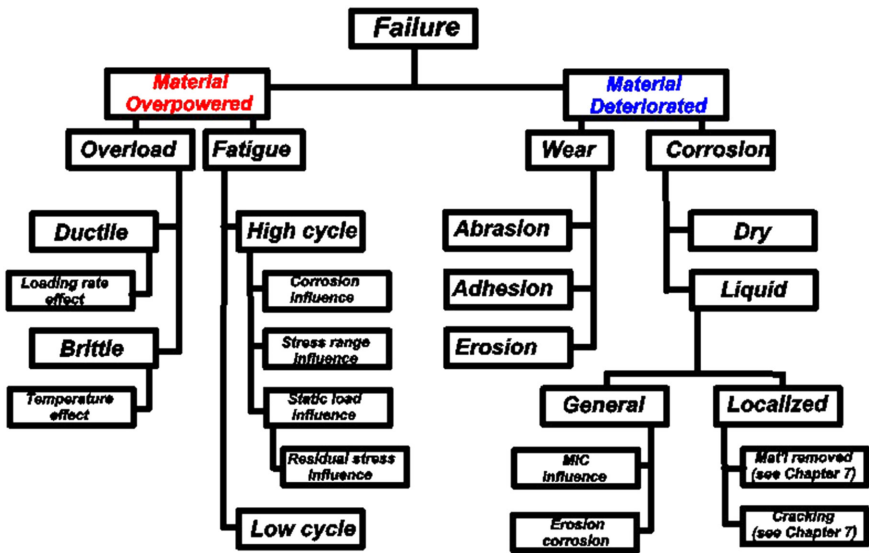 Failure
Material
Overpowered
Material
Deteriorated
Overload
Fatigue
Wear
Corrosion
Ductile
High cycle
Abrasion
Dry
Loading rate
effect
Corrosion
influence
Adhesion
Liquid
Brittle
Stress range
influence
Erosion
Temperature
effect
Static load
influence
General
Localized
Residual stress
influence
MIC
influence
Mat'l removed
(see Chapter 7)
Low cycle
Erosion
corrosion
Cracking
(see Chapter 7)